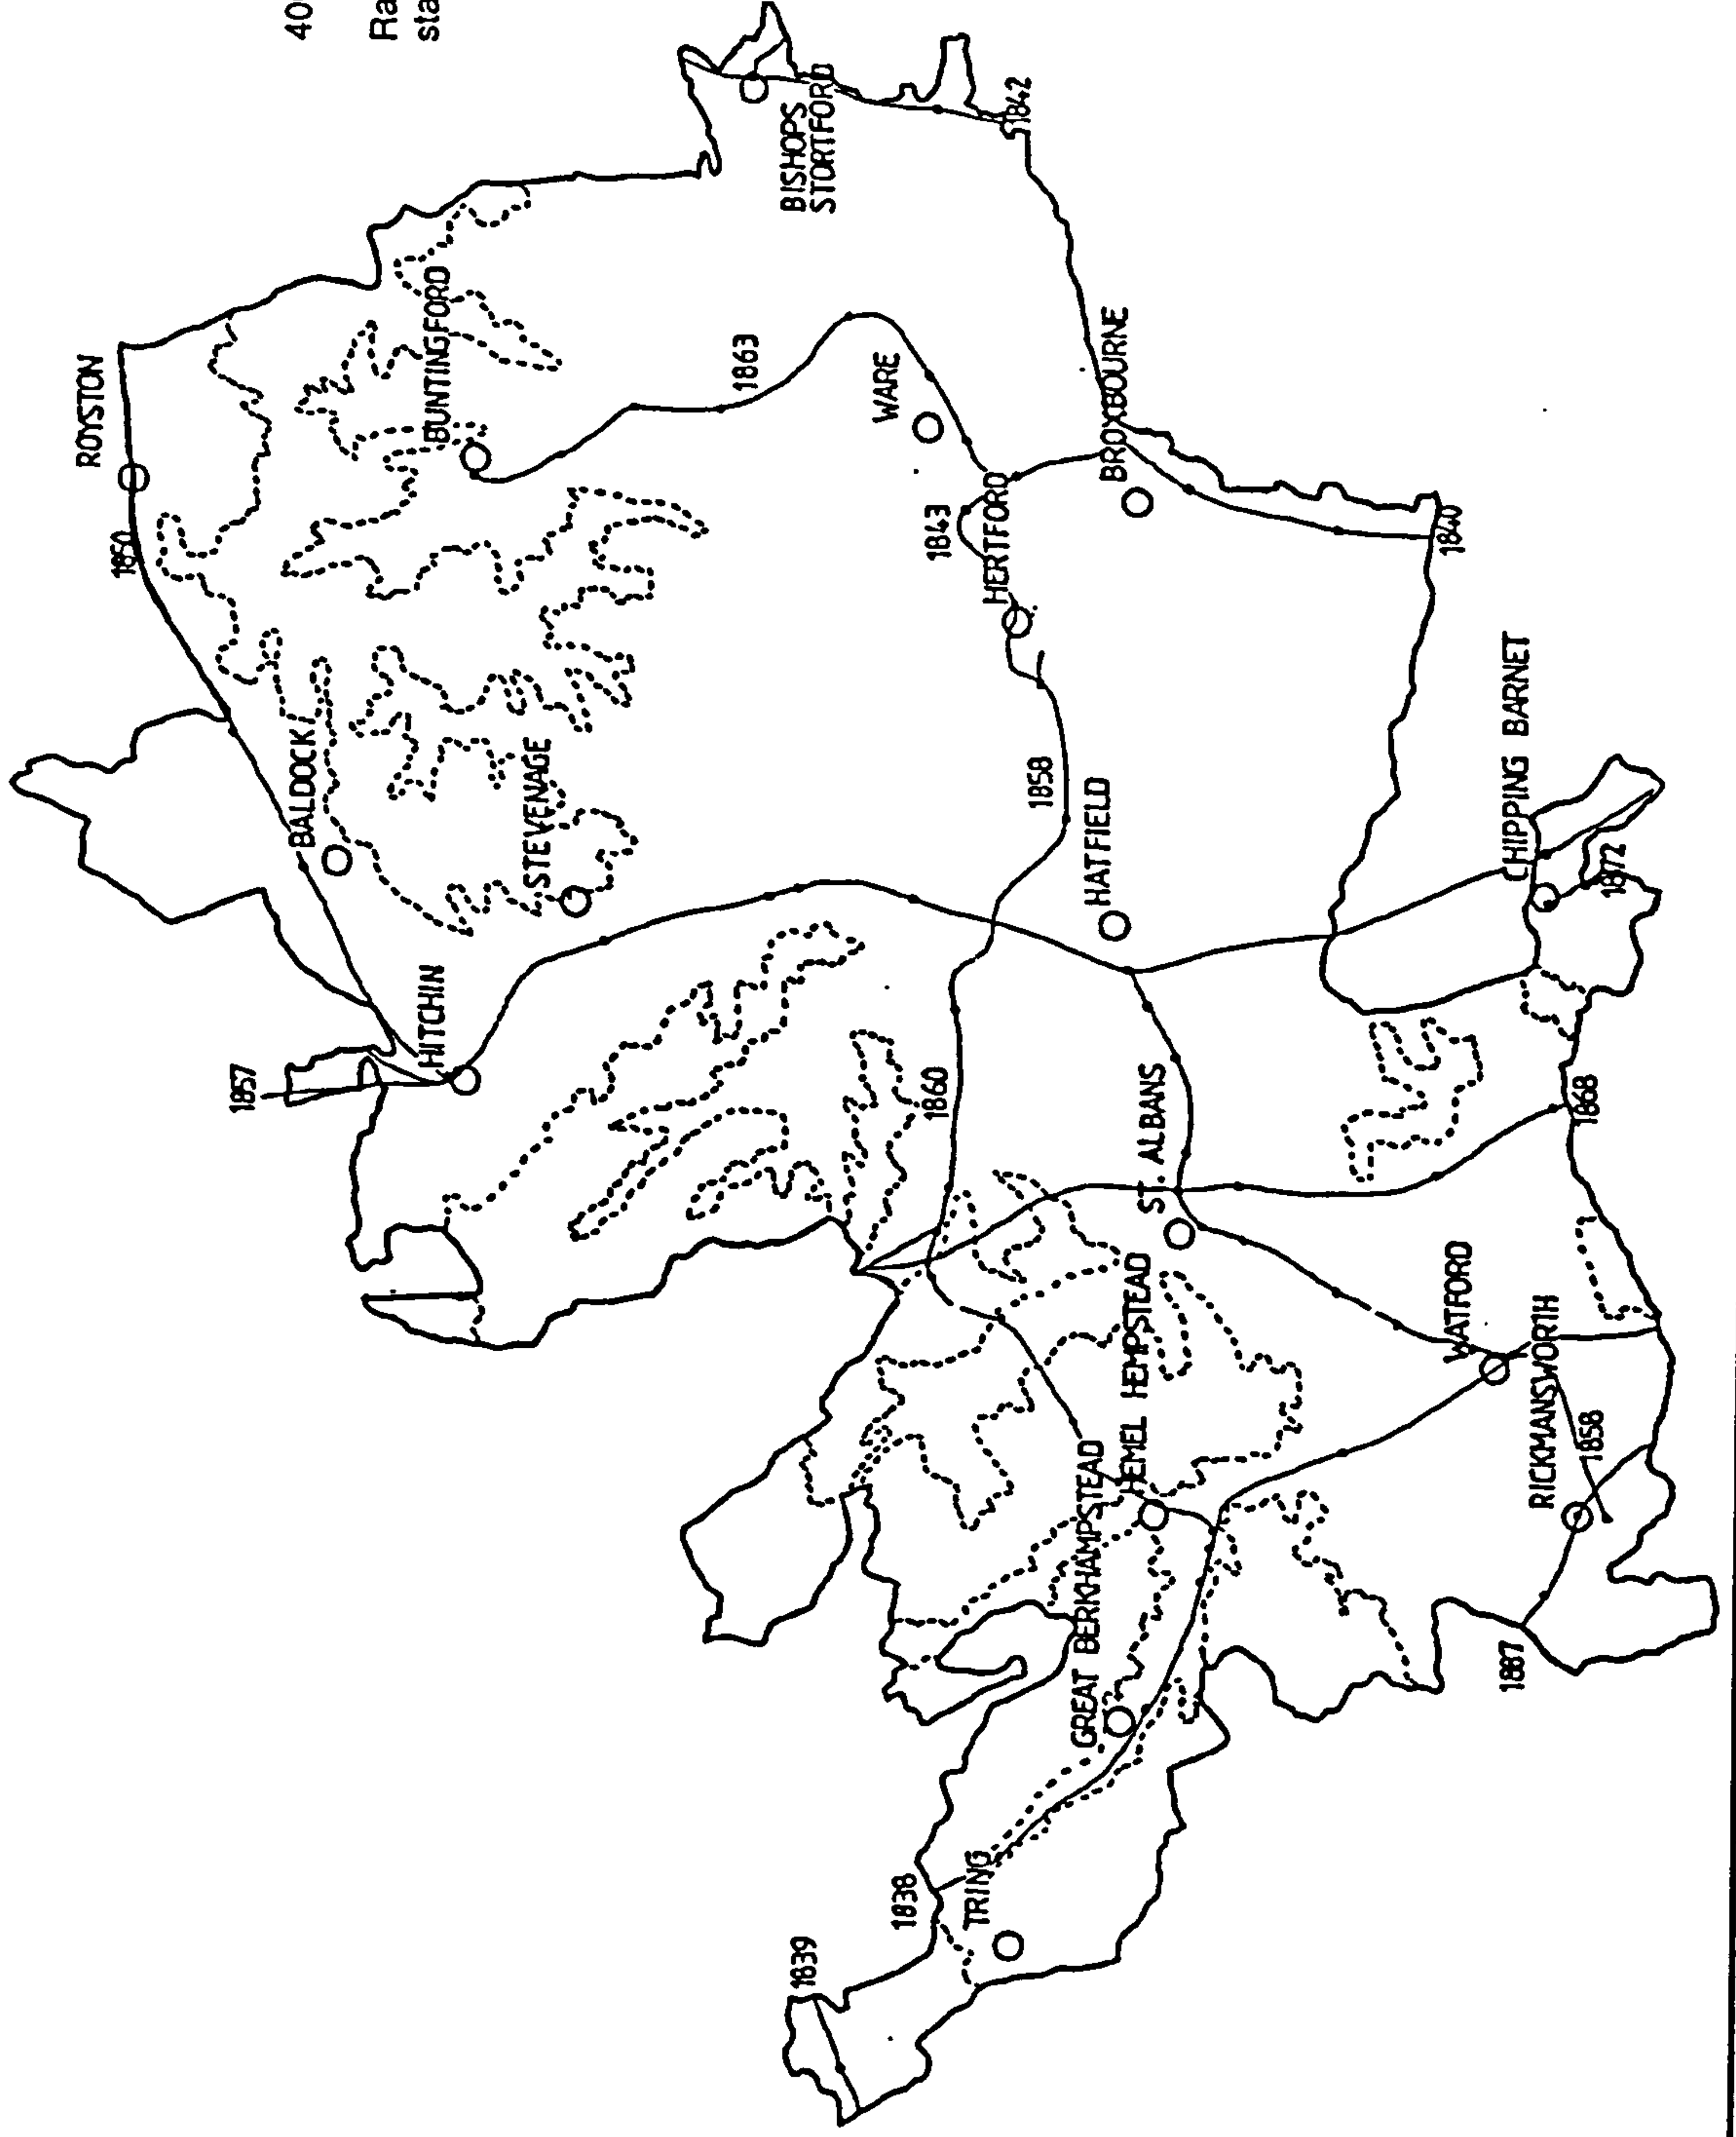 40
Ra
sta
ROYSTON
1850
BUNTINGFORD
BISHOPS
STORTFORD
1842
BALDOCK
1863
WARE
STEVENAGE
1857
HITCHIN
1843
HERTFORD
BROXBOURNE
1840
1858
HATFIELD
1860
ST. ALBANS
CHIPPING BARNET
1872
1868
HEMEL HEMPSTEAD
GREAT BERKHAMPSTEAD
WATFORD
RICKMANSWORTH
1858
1887
1838
TRING
1839